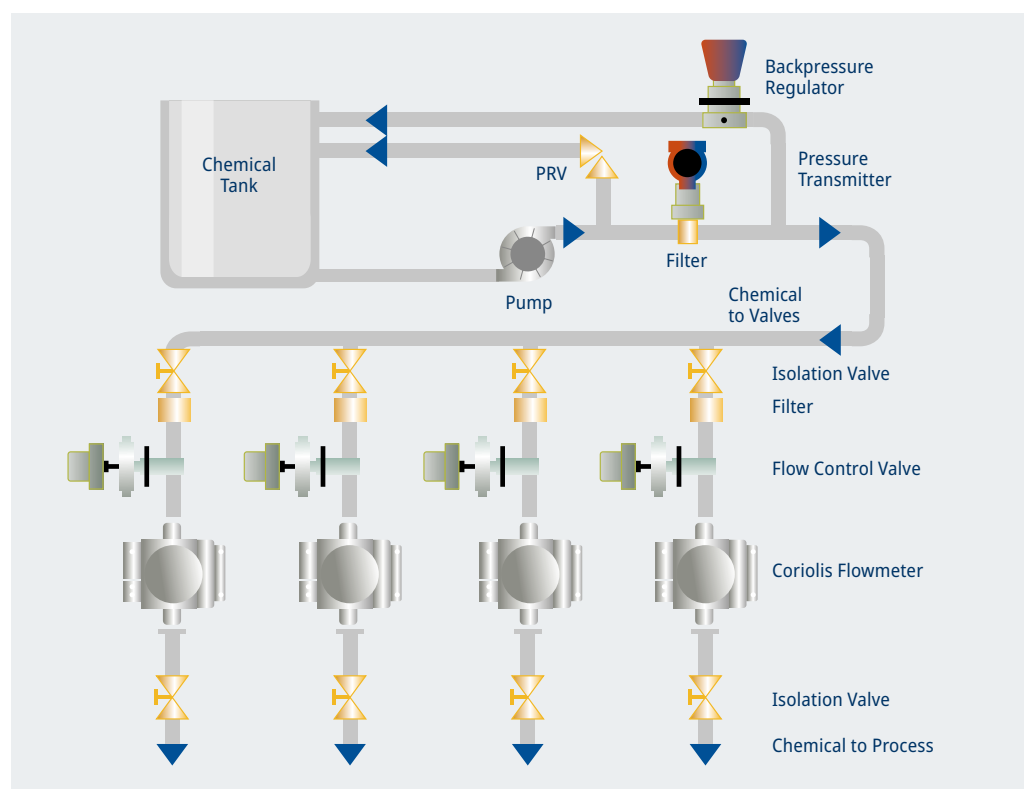 Backpressure
Regulator
Chemical
Tank
PRV
Pressure
Transmitter
Filter
Pump
Chemical
to Valves
Isolation Valve
Filter
Flow Control Valve
Coriolis Flowmeter
Isolation Valve
Chemical to Process